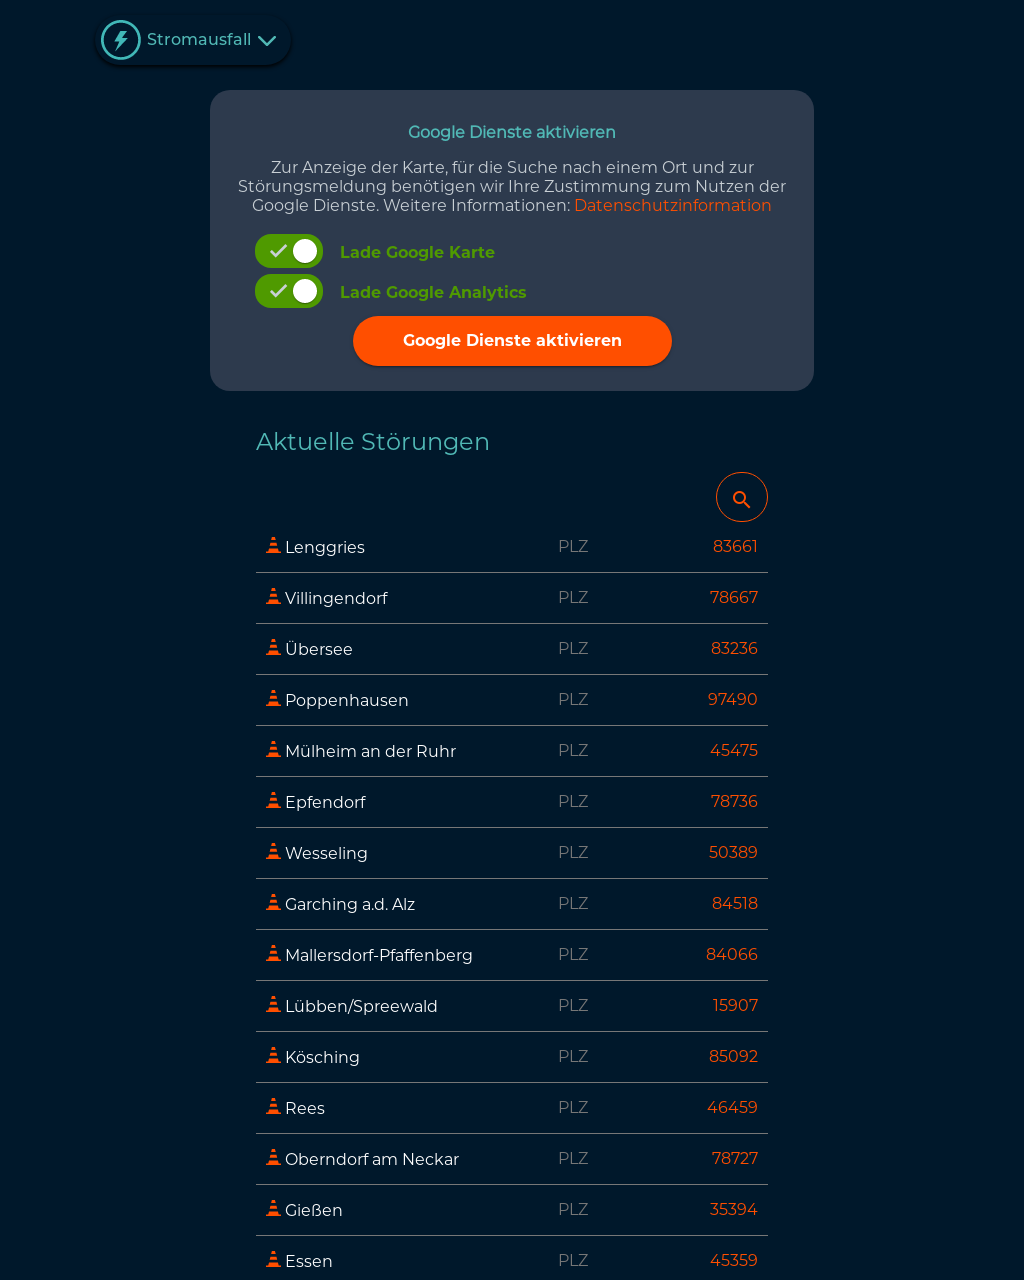 Stromausfall
Google Dienste aktivieren
Zur Anzeige der Karte, für die Suche nach einem Ort und zur
Störungsmeldung benötigen wir Ihre Zustimmung zum Nutzen der
Google Dienste. Weitere Informationen: Datenschutzinformation
Lade Google Karte
Lade Google Analytics
Google Dienste aktivieren
Aktuelle Störungen
Lenggries PLZ 83661
Villingendorf PLZ 78667
Übersee PLZ 83236
Poppenhausen PLZ 97490
Mülheim an der Ruhr PLZ 45475
Epfendorf PLZ 78736
Wesseling PLZ 50389
Garching a.d. Alz PLZ 84518
Mallersdorf-Pfaffenberg PLZ 84066
Lübben/Spreewald PLZ 15907
Kösching PLZ 85092
Rees PLZ 46459
Oberndorf am Neckar PLZ 78727
Gießen PLZ 35394
Essen PLZ 45359